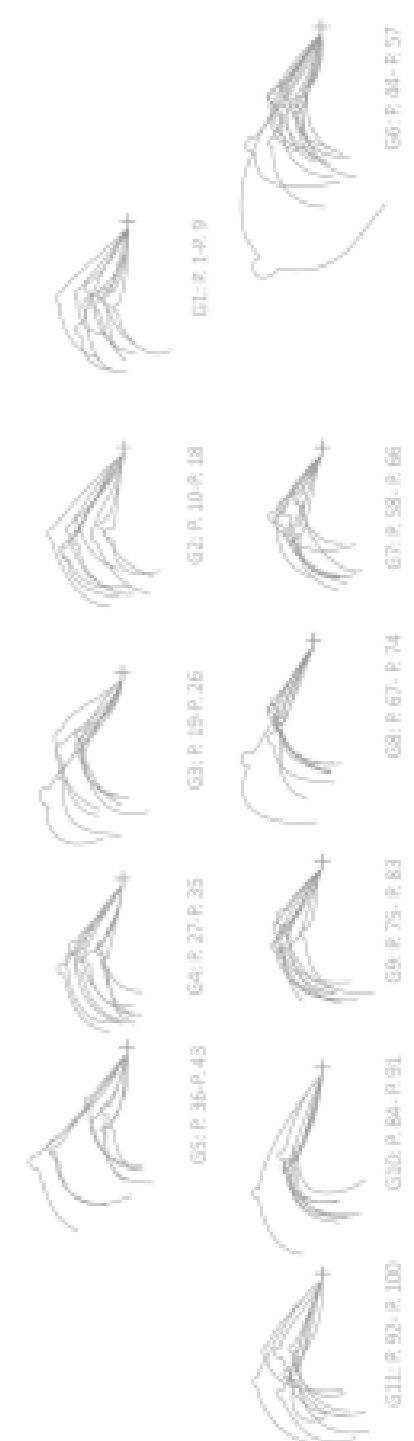 G1: P. 1-P. 9
G2: P. 10-P. 18
G3: P. 19-P. 26
G4: P. 27-P. 35
G5: P. 36-P. 43
G6: P. 44- P. 57
G7: P. 58- P. 66
G8: P. 67- P. 74
G9: P. 75- P. 83
G10: P. 84- P. 91
G11: P. 92- P. 100